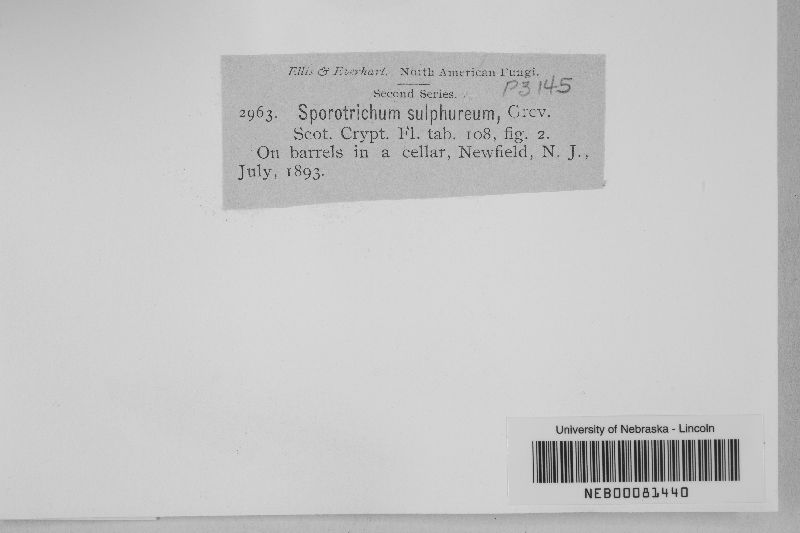 Ellis & Everhart. North American Fungi.
Second Series.
P3145
2963. Sporotrichum sulphureum, Grev.
Scot. Crypt. Fl. tab. 108, fig. 2.
On barrels in a cellar, Newfield, N. J.,
July, 1893.
University of Nebraska - Lincoln
NEB00081440